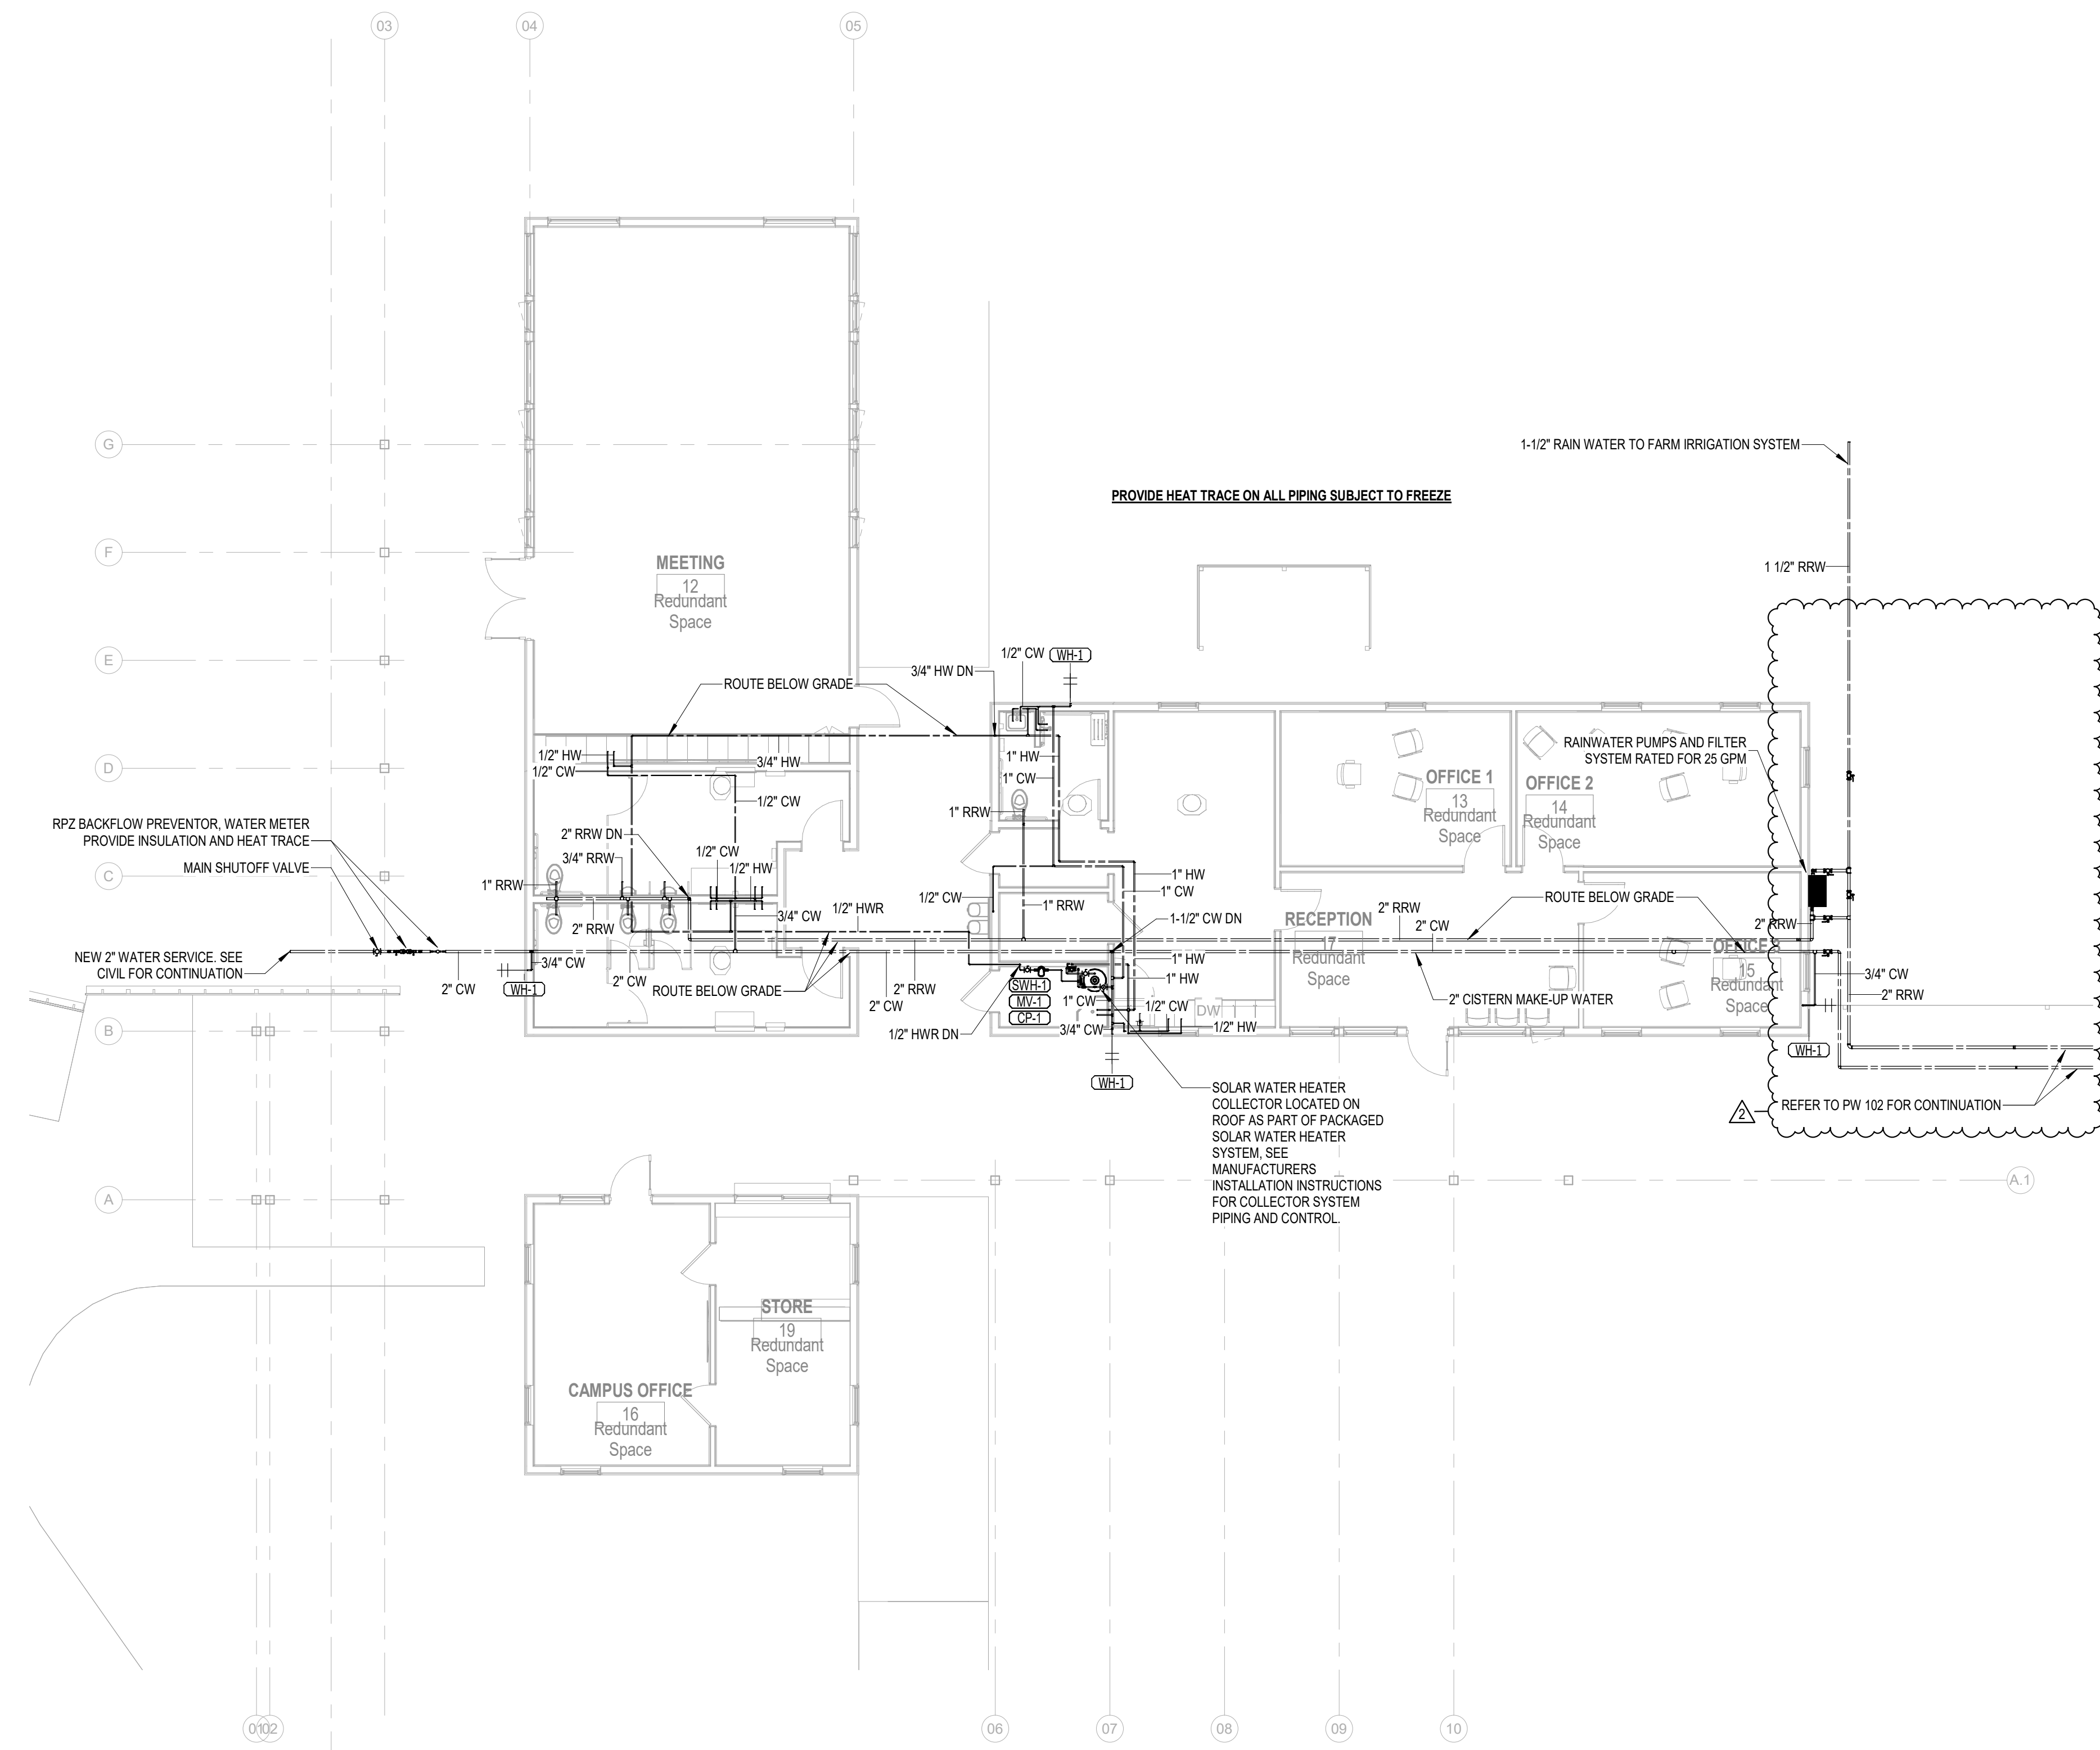 03
04
05
G
1-1/2" RAIN WATER TO FARM IRRIGATION SYSTEM
PROVIDE HEAT TRACE ON ALL PIPING SUBJECT TO FREEZE
F
MEETING
12
Redundant
Space
1 1/2" RRW
E
1/2" CW
WH-1
3/4" HW DN
ROUTE BELOW GRADE
D
1/2" HW
1/2" CW
3/4" HW
1" HW
1" CW
RAINWATER PUMPS AND FILTER
SYSTEM RATED FOR 25 GPM
OFFICE 1
13
Redundant
Space
OFFICE 2
14
Redundant
Space
1/2" CW
1" RRW
RPZ BACKFLOW PREVENTOR, WATER METER
PROVIDE INSULATION AND HEAT TRACE
MAIN SHUTOFF VALVE
C
2" RRW DN
3/4" RRW
1/2" CW
1/2" HW
1" RRW
1" HW
1" CW
1/2" CW
1" RRW
ROUTE BELOW GRADE
2" RRW
3/4" CW
1/2" HWR
1-1/2" CW DN
RECEPTION
17
Redundant
Space
2" RRW
2" CW
2" RRW
OFFICE 3
15
Redundant
Space
NEW 2" WATER SERVICE. SEE
CIVIL FOR CONTINUATION
2" CW
3/4" CW
WH-1
2" CW
ROUTE BELOW GRADE
2" RRW
2" CW
SWH-1
MV-1
CP-1
1" HW
1" HW
1" CW
1/2" CW
DW
2" CISTERN MAKE-UP WATER
3/4" CW
2" RRW
B
1/2" HWR DN
3/4" CW
1/2" HW
WH-1
WH-1
SOLAR WATER HEATER
COLLECTOR LOCATED ON
ROOF AS PART OF PACKAGED
SOLAR WATER HEATER
SYSTEM, SEE
MANUFACTURERS
INSTALLATION INSTRUCTIONS
FOR COLLECTOR SYSTEM
PIPING AND CONTROL.
2
REFER TO PW 102 FOR CONTINUATION
A
A.1
STORE
19
Redundant
Space
CAMPUS OFFICE
16
Redundant
Space
01
02
06
07
08
09
10